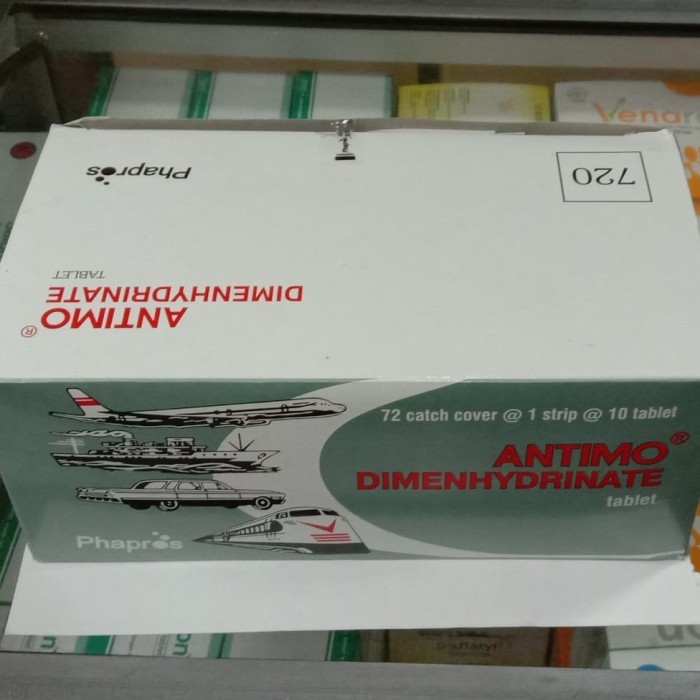 Phapros
720
ANTIMO®
DIMENHYDRINATE
TABLET
72 catch cover @ 1 strip @ 10 tablet
ANTIMO®
DIMENHYDRINATE
tablet
Phapros